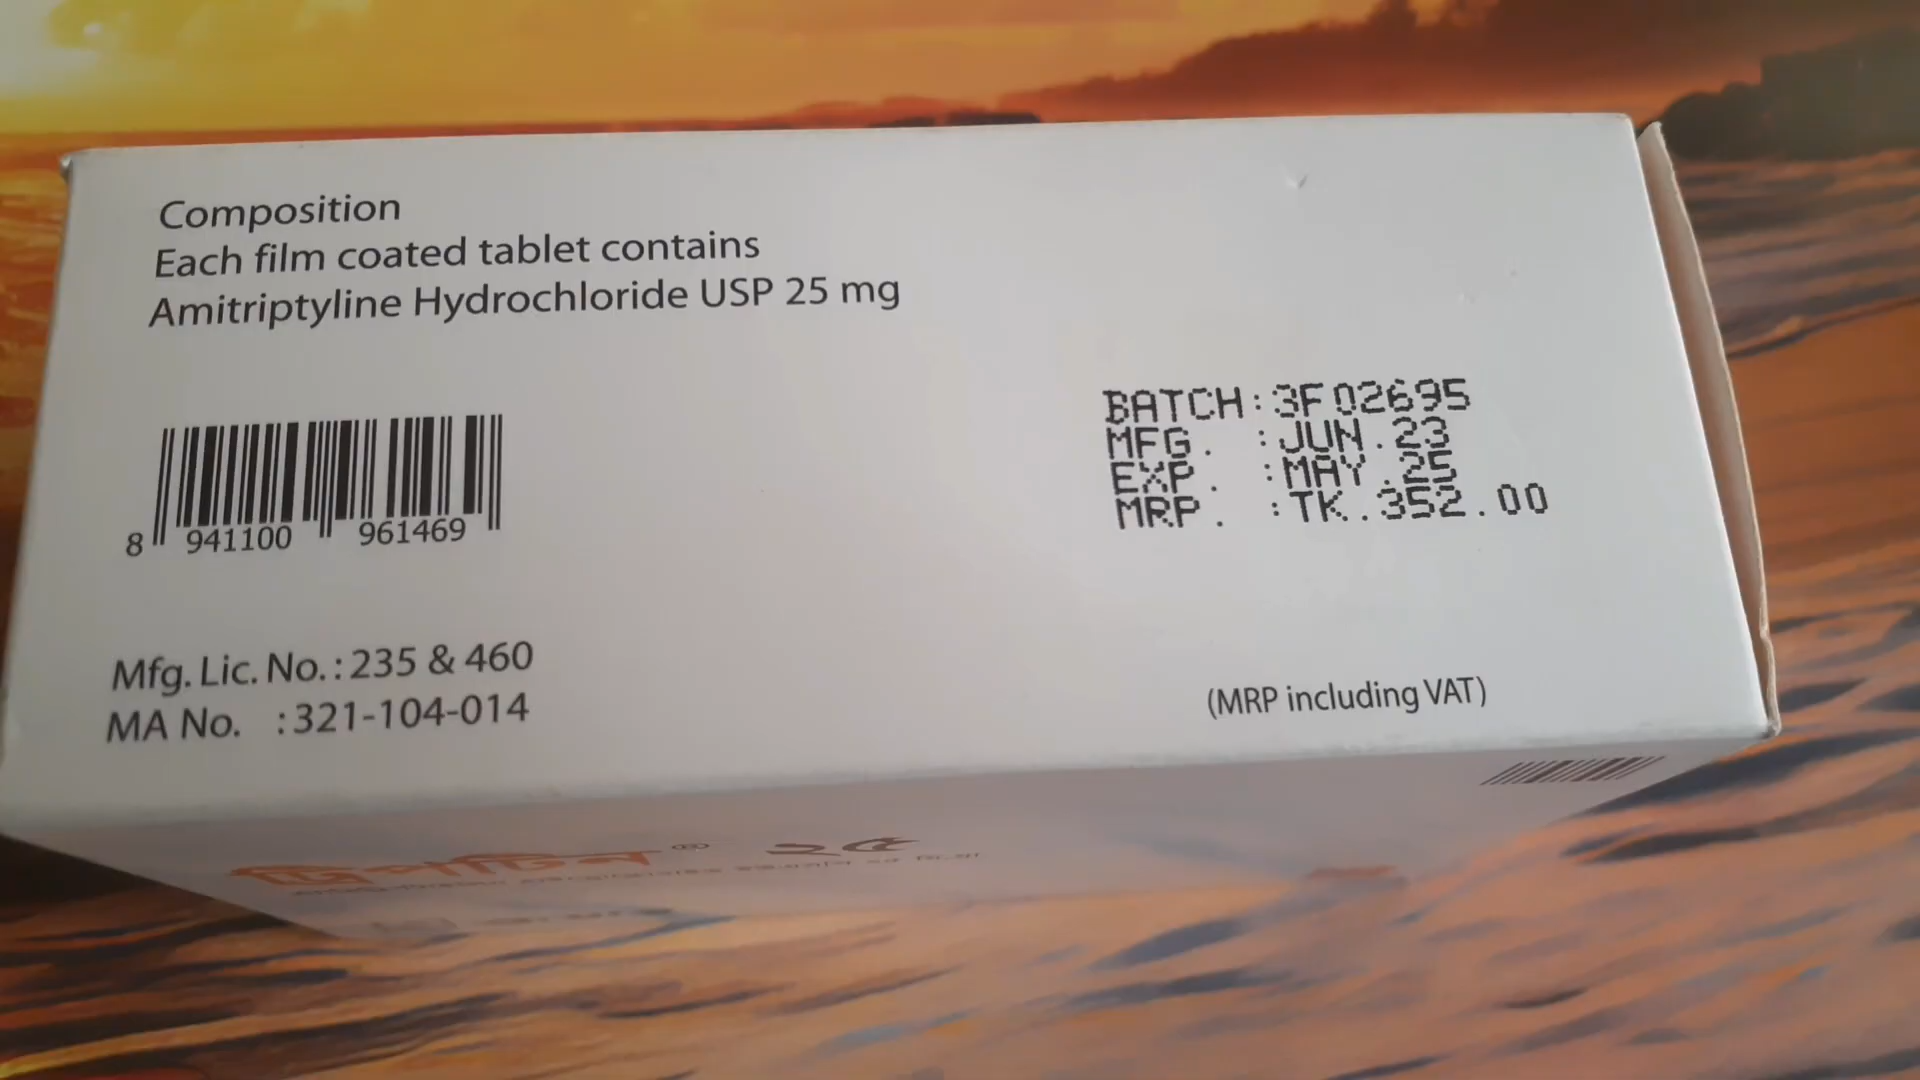 Composition
Each film coated tablet contains
Amitriptyline Hydrochloride USP 25 mg
BATCH:3F02695
MFG. :JUN.23
EXP. :MAY.25
MRP. :TK.352.00
8 941100 961469
Mfg. Lic. No. : 235 & 460
MA No. : 321-104-014
(MRP including VAT)
ট্রিপটিন® ২৫